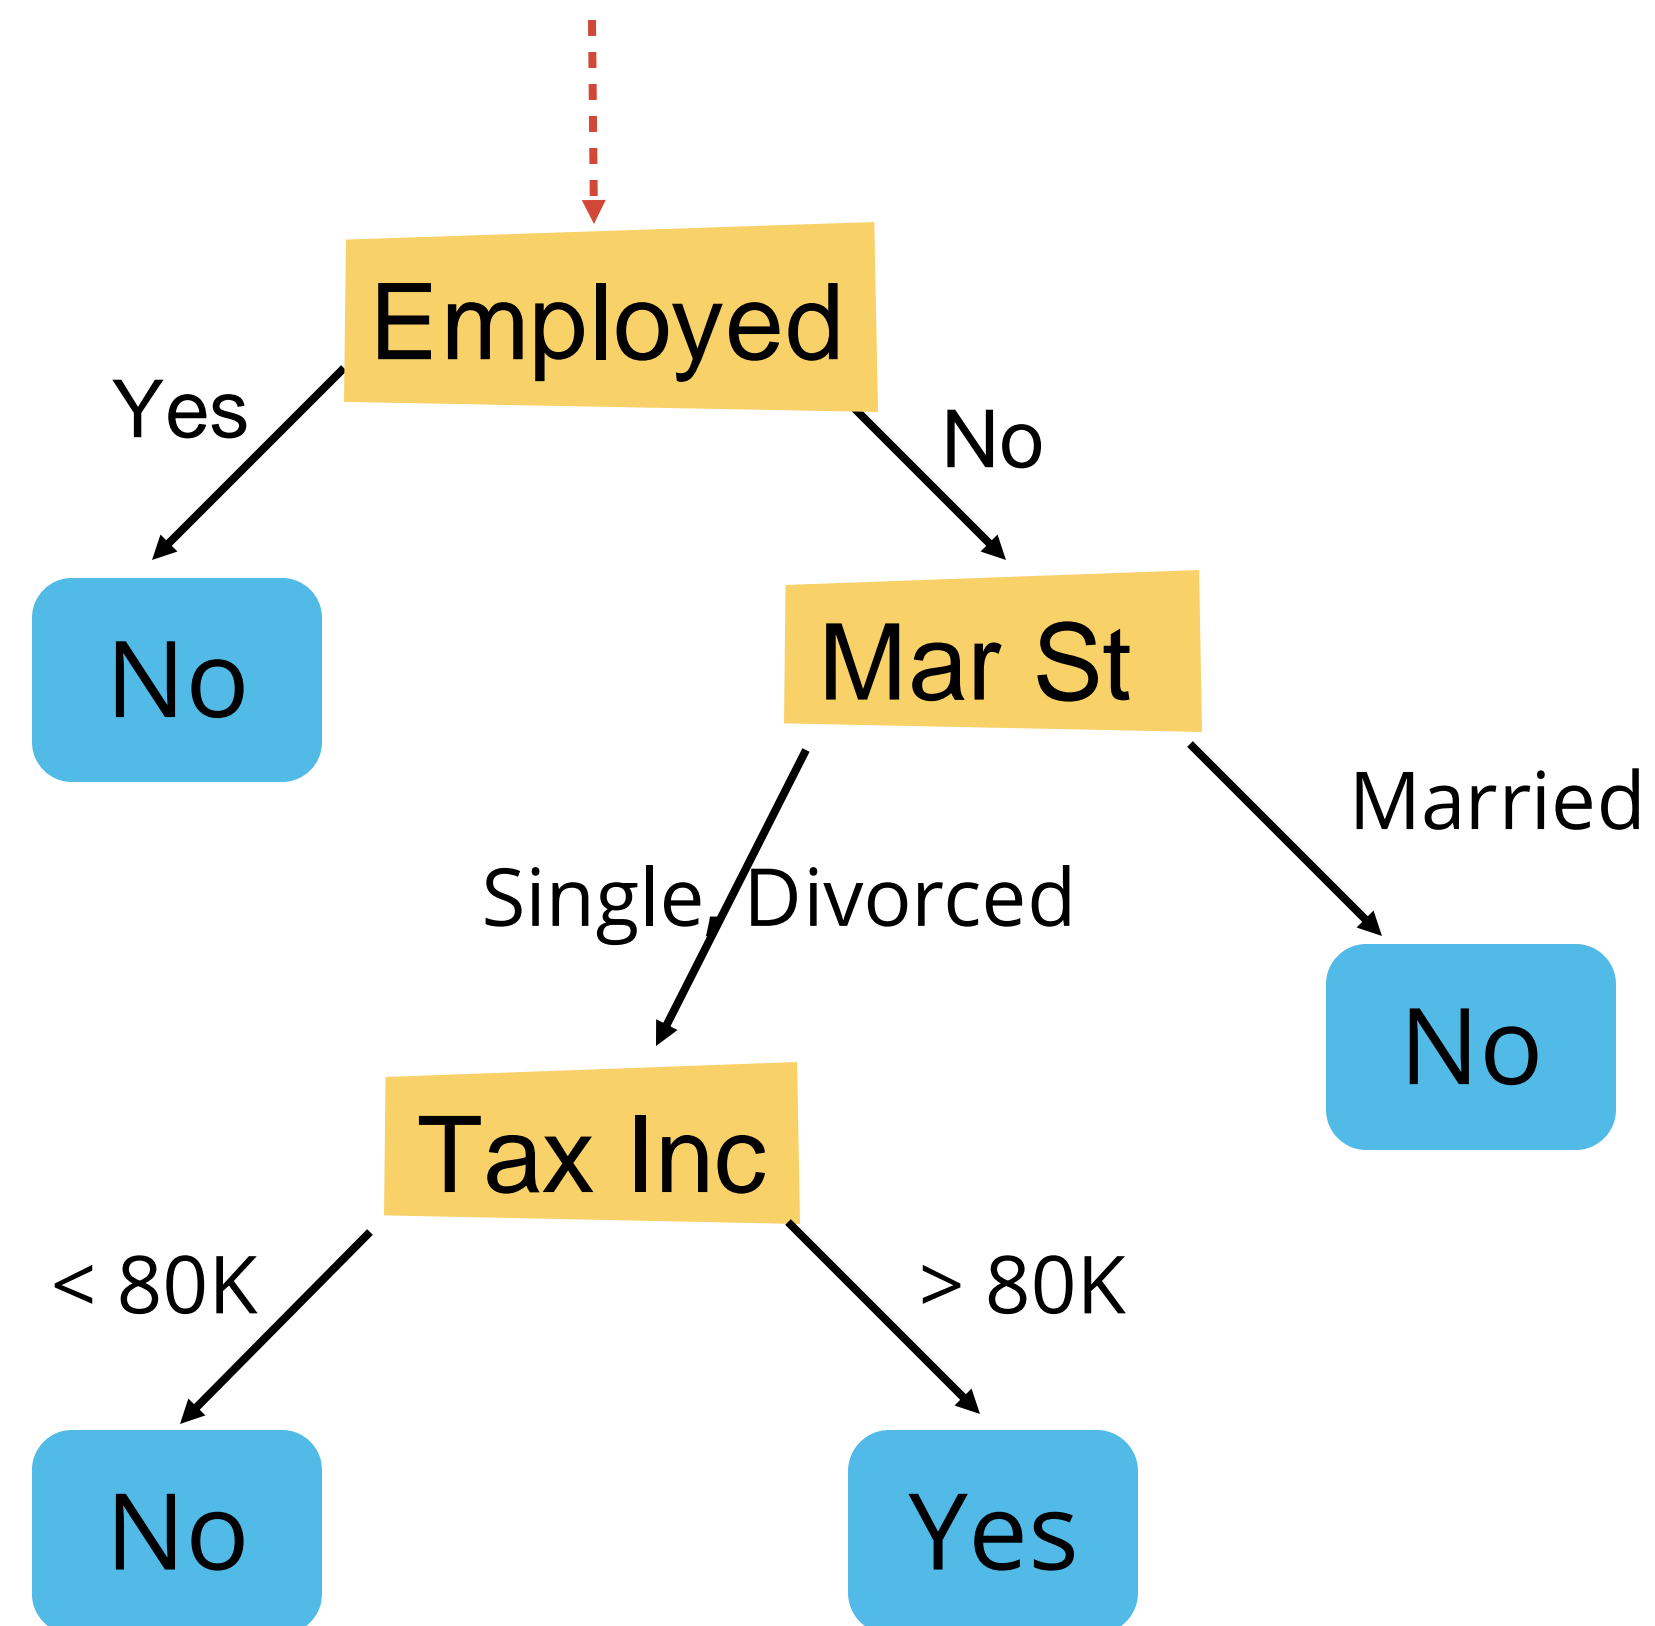 Employed
Yes
No
No
Mar St
Married
Single, Divorced
No
Tax Inc
< 80K
> 80K
No
Yes